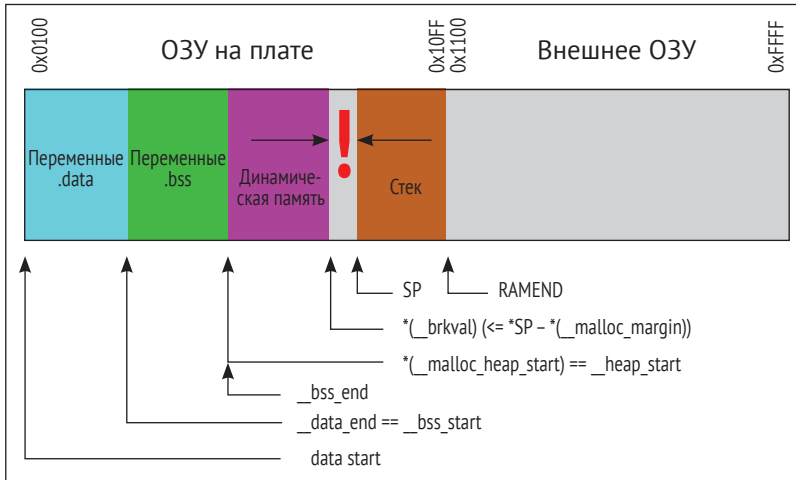 0x0100
ОЗУ на плате
0x10FF
0x1100
Внешнее ОЗУ
0xFFFF
Переменные
.data
Переменные
.bss
Динамиче-
ская память
!
Стек
SP
RAMEND
*(__brkval) (<= *SP – *(__malloc_margin))
*(__malloc_heap_start) == __heap_start
__bss_end
__data_end == __bss_start
data start